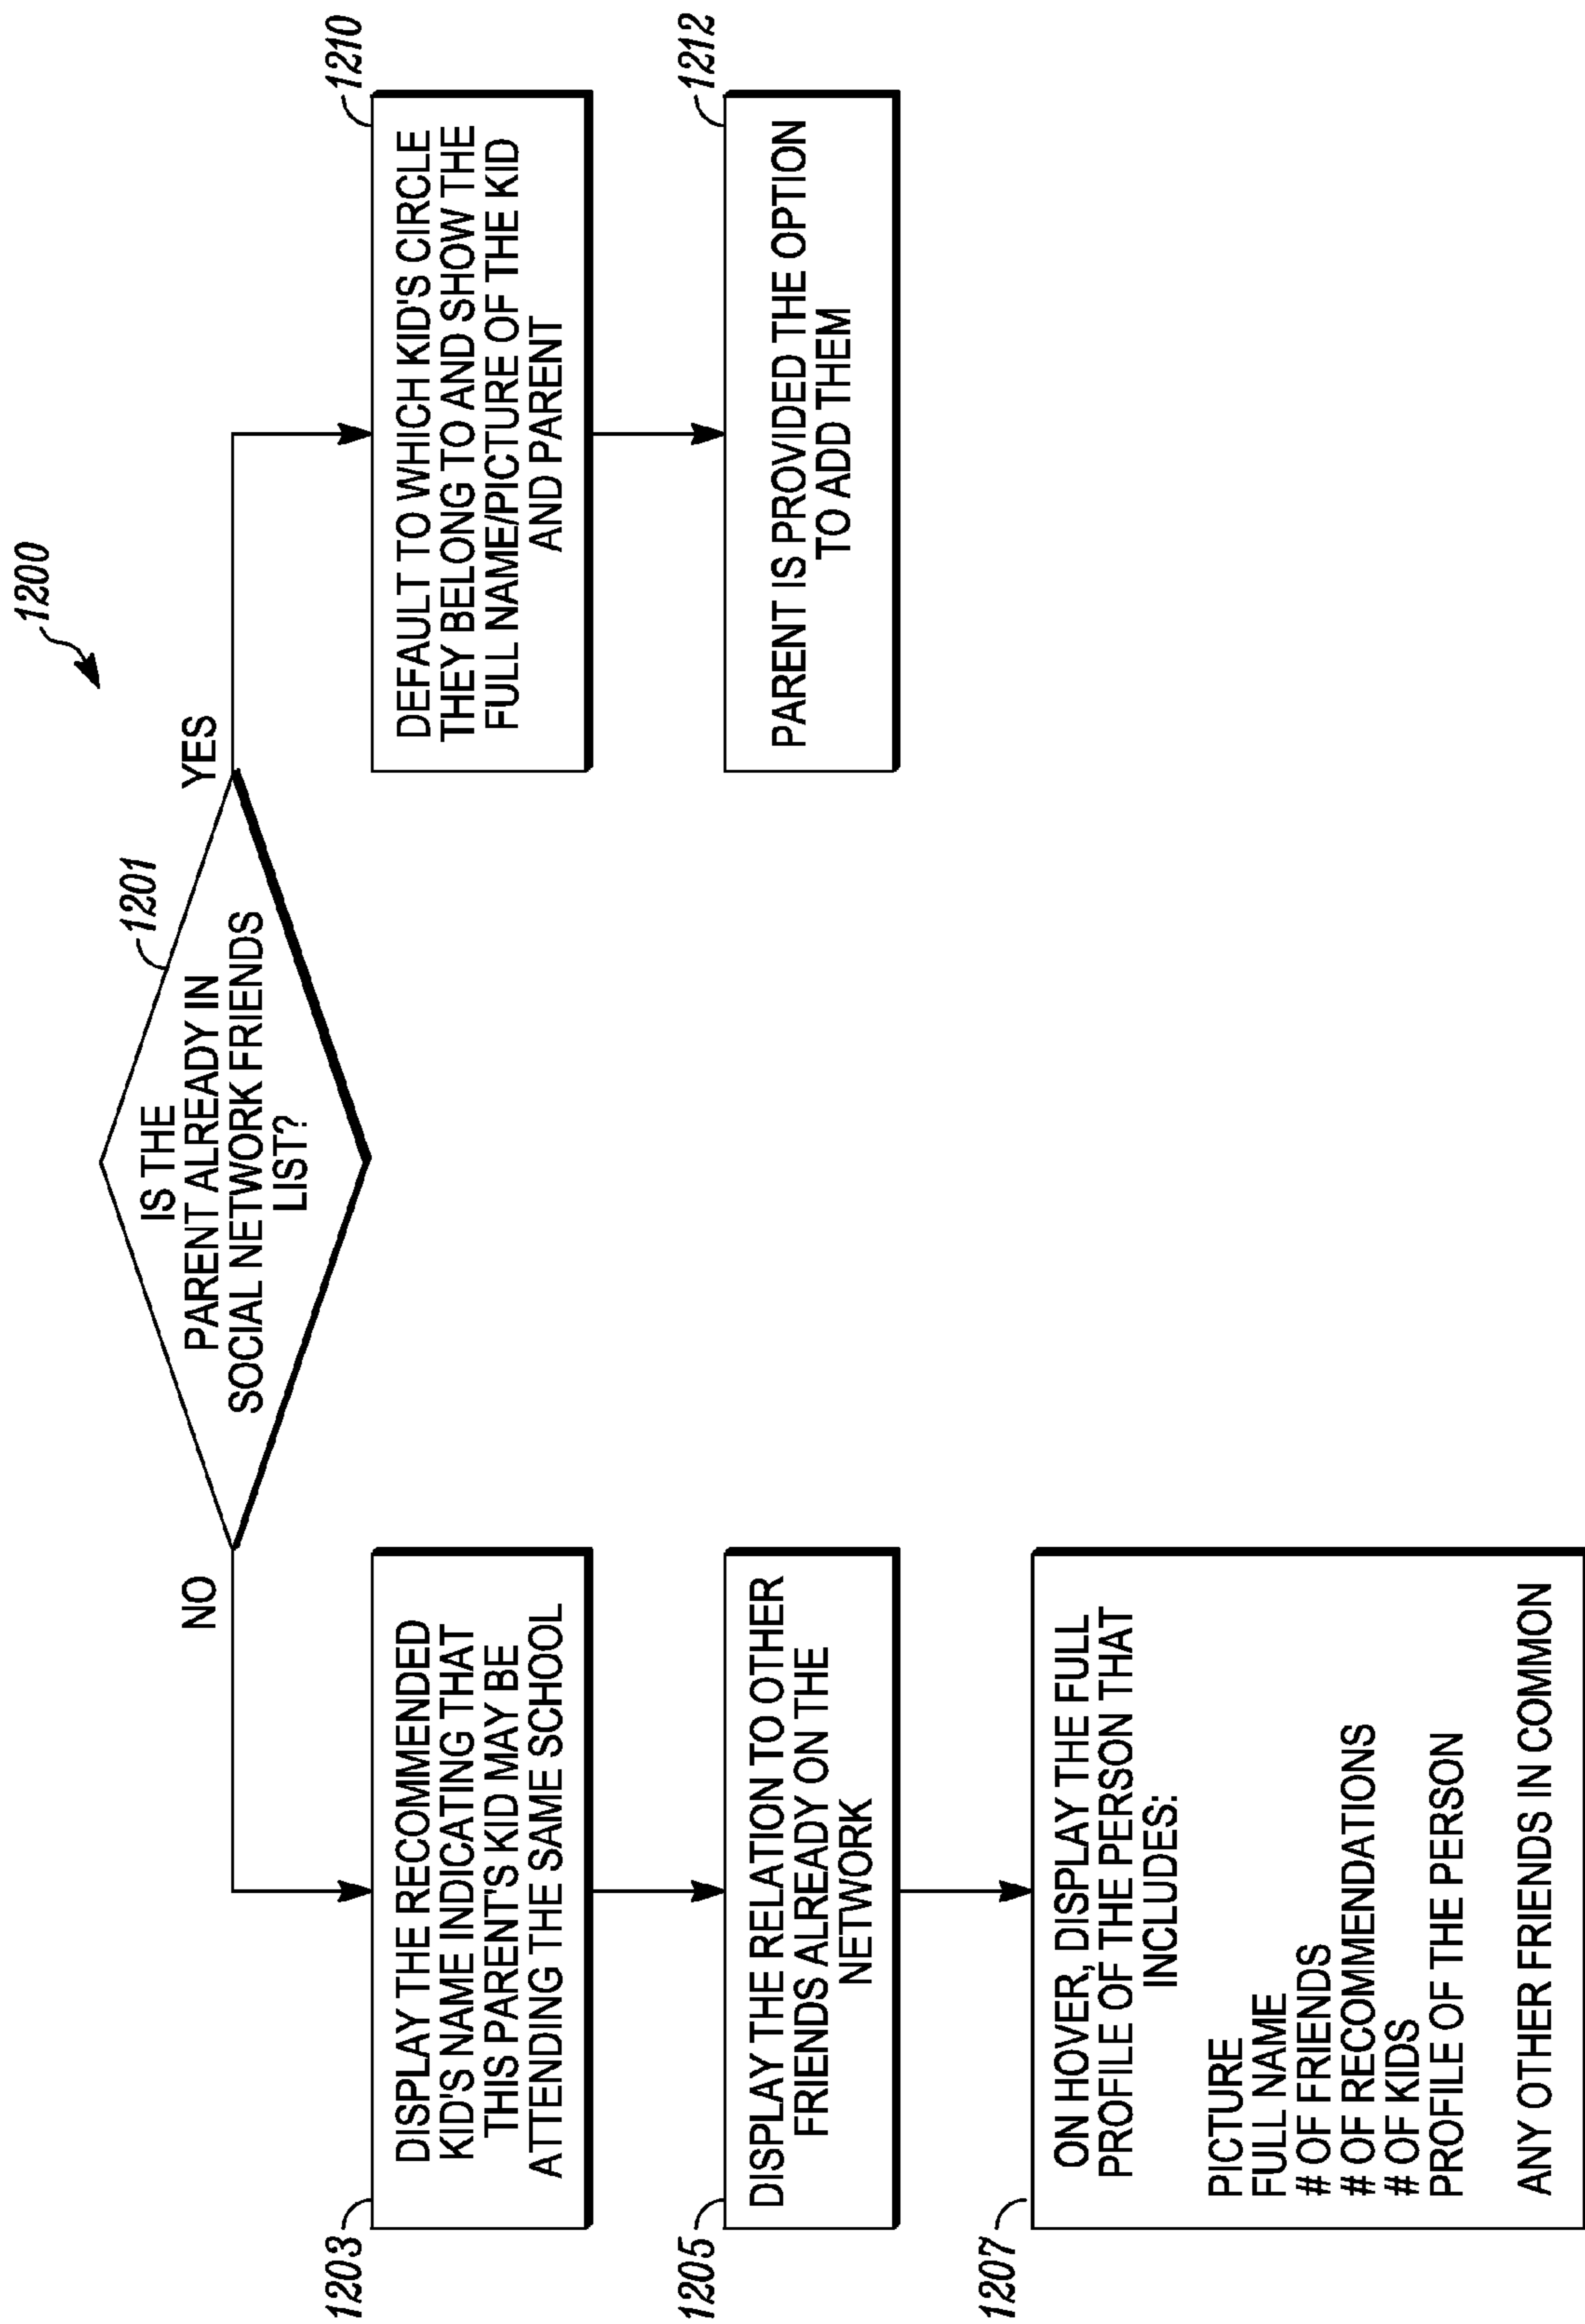 1200
1201
IS THE
PARENT ALREADY IN
SOCIAL NETWORK FRIENDS
LIST?
NO
YES
1203
DISPLAY THE RECOMMENDED
KID'S NAME INDICATING THAT
THIS PARENT'S KID MAY BE
ATTENDING THE SAME SCHOOL
1205
DISPLAY THE RELATION TO OTHER
FRIENDS ALREADY ON THE
NETWORK
1207
ON HOVER, DISPLAY THE FULL
PROFILE OF THE PERSON THAT
INCLUDES:
PICTURE
FULL NAME
# OF FRIENDS
# OF RECOMMENDATIONS
# OF KIDS
PROFILE OF THE PERSON
ANY OTHER FRIENDS IN COMMON
1210
DEFAULT TO WHICH KID'S CIRCLE
THEY BELONG TO AND SHOW THE
FULL NAME/PICTURE OF THE KID
AND PARENT
1212
PARENT IS PROVIDED THE OPTION
TO ADD THEM